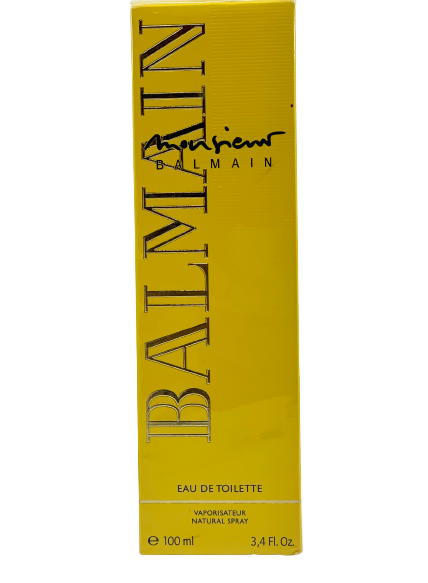 BALMAIN
monsieur
BALMAIN
EAU DE TOILETTE
VAPORISATEUR
NATURAL SPRAY
e 100 ml 3,4 Fl. Oz.